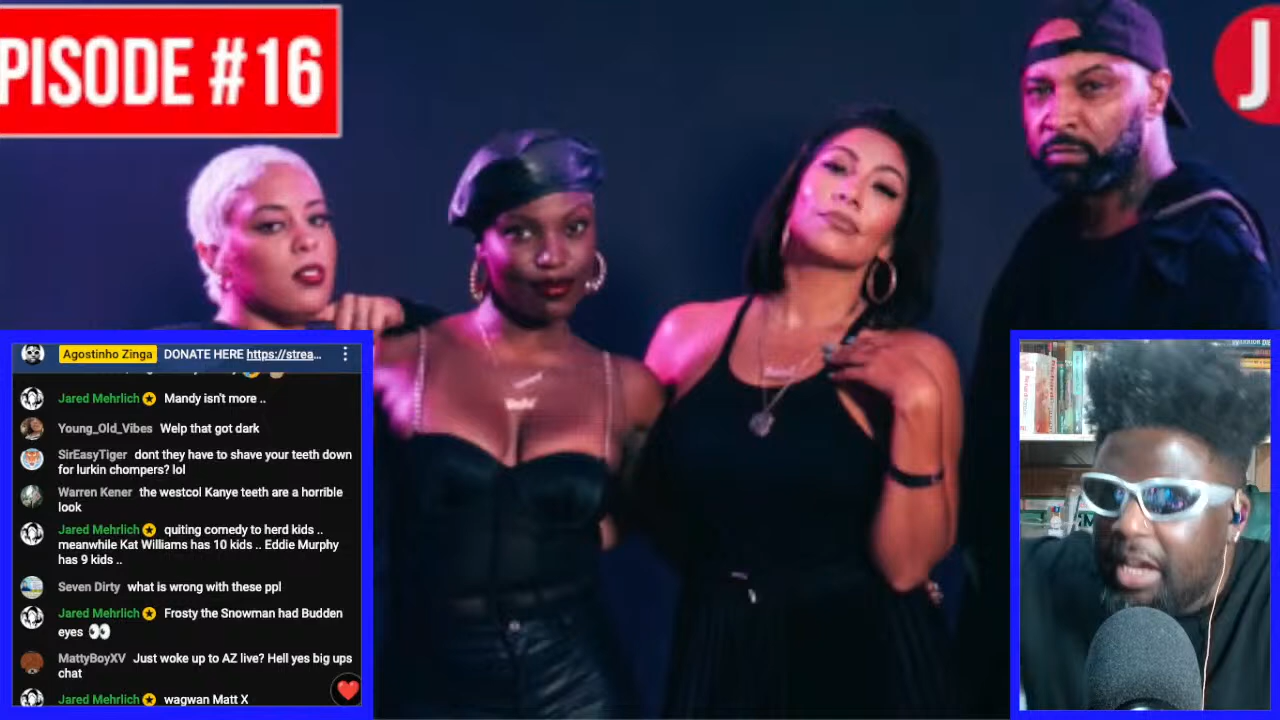 PISODE #16
J
Agostinho Zinga DONATE HERE https://strea...
Jared Mehrlich Mandy isn't more ..
Young_Old_Vibes Welp that got dark
SirEasyTiger dont they have to shave your teeth down
for lurkin chompers? lol
Warren Kener the westcol Kanye teeth are a horrible
look
Jared Mehrlich quiting comedy to herd kids ..
meanwhile Kat Williams has 10 kids .. Eddie Murphy
has 9 kids ..
Seven Dirty what is wrong with these ppl
Jared Mehrlich Frosty the Snowman had Budden
eyes 👀
MattyBoyXV Just woke up to AZ live? Hell yes big ups
chat
Jared Mehrlich wagwan Matt X